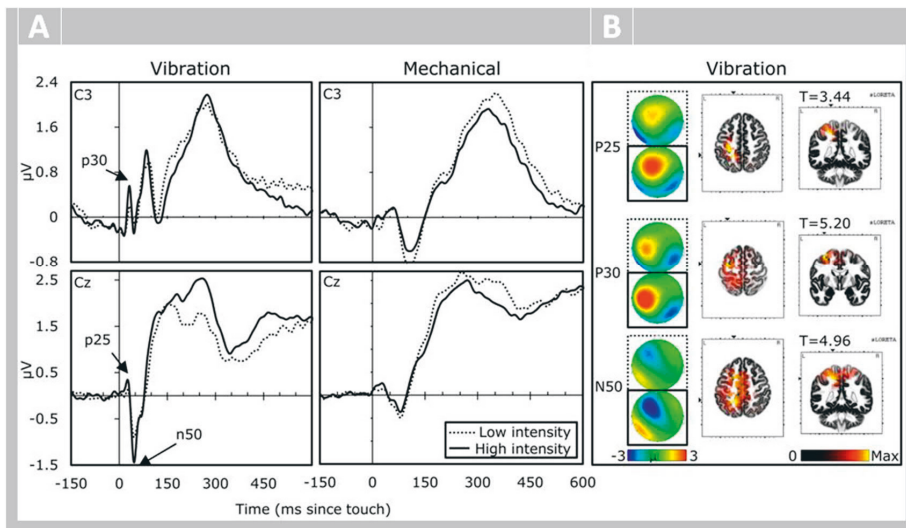 A
B
Vibration
Mechanical
Vibration
2.4
1.6
0.8
0
-0.8
μV
C3
p30
C3
2.5
1.5
0.5
-0.5
-1.5
μV
Cz
p25
n50
Cz
Low intensity
High intensity
-150 0 150 300 450 -150 0 150 300 450 600
Time (ms since touch)
P25
L R
T=3.44
sLORETA
L R
P30
T=5.20
L R
N50
T=4.96
sLORETA
L R
-3 μ 3
0 Max